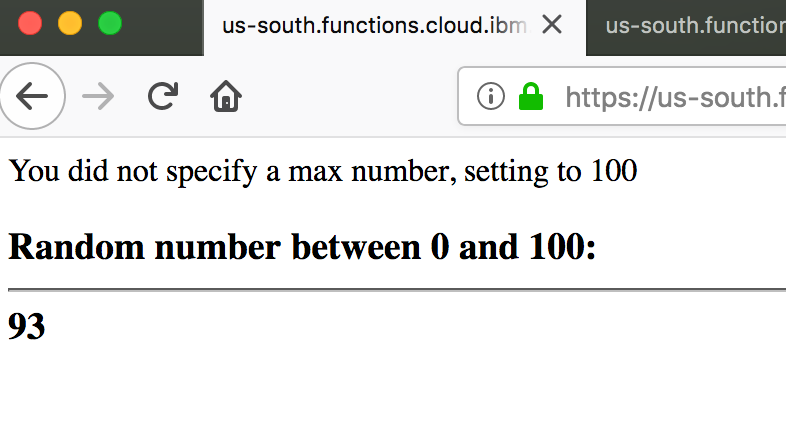 us-south.functions.cloud.ibm
us-south.function
https://us-south.f
You did not specify a max number, setting to 100
Random number between 0 and 100:
93